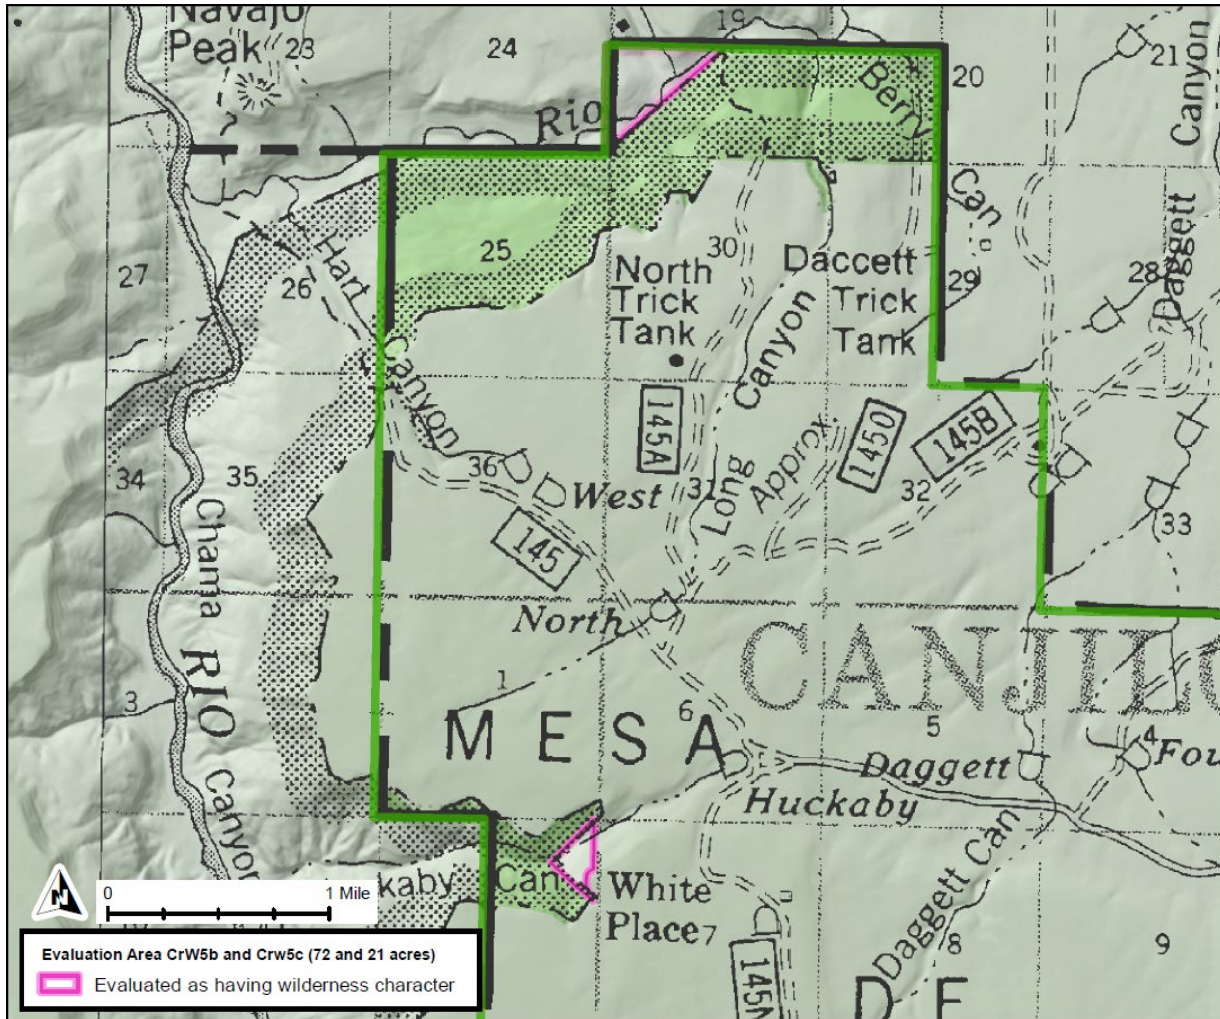 Navajo
Peak
23
24
19
20
21
Canyon
Rio
Berry
Can
27
26
Hart
25
30
North
Trick
Tank
Daccett
Trick
Tank
29
28
Daggett
Canyon
Canyon
145A
1450
145B
34
35
36
West
31
Long
Approx
32
33
145
Chama
North
CANJIL
RIO
3
1
MESA
6
5
4
Daggett
Fou
Huckaby
Canyon
kaby
Can
White
Place
7
Daggett Can
8
9
145N
D E
N
0
1 Mile
Evaluation Area CrW5b and Crw5c (72 and 21 acres)
Evaluated as having wilderness character